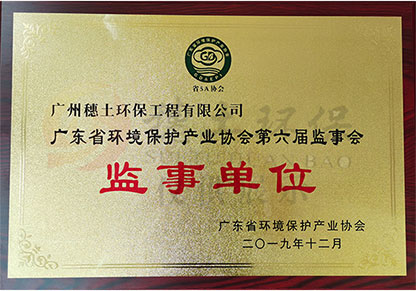 省5A协会
广州穗土环保工程有限公司
广东省环境保护产业协会第六届监事会
监事单位
广东省环境保护产业协会
二〇一九年十二月